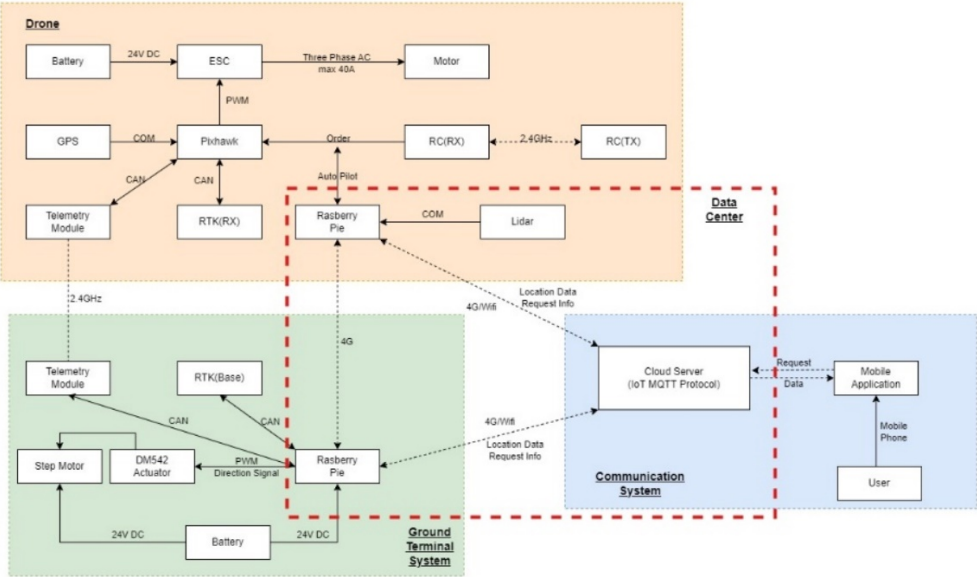 Drone
Battery
24V DC
ESC
Three Phase AC
max 40A
Motor
PWM
GPS
COM
Pixhawk
Order
RC(RX)
2.4GHz
RC(TX)
CAN
CAN
Auto Pilot
Telemetry
Module
RTK(RX)
Rasberry
Pie
COM
Lidar
Data
Center
2.4GHz
4G
4G/Wifi
Location Data
Request Info
Telemetry
Module
RTK(Base)
CAN
CAN
Cloud Server
(IoT MQTT Protocol)
Request
Data
Mobile
Application
4G/Wifi
Location Data
Request Info
Mobile
Phone
Step Motor
DM542
Actuator
PWM
Direction Signal
Rasberry
Pie
Communication
System
User
24V DC
Battery
24V DC
Ground
Terminal
System